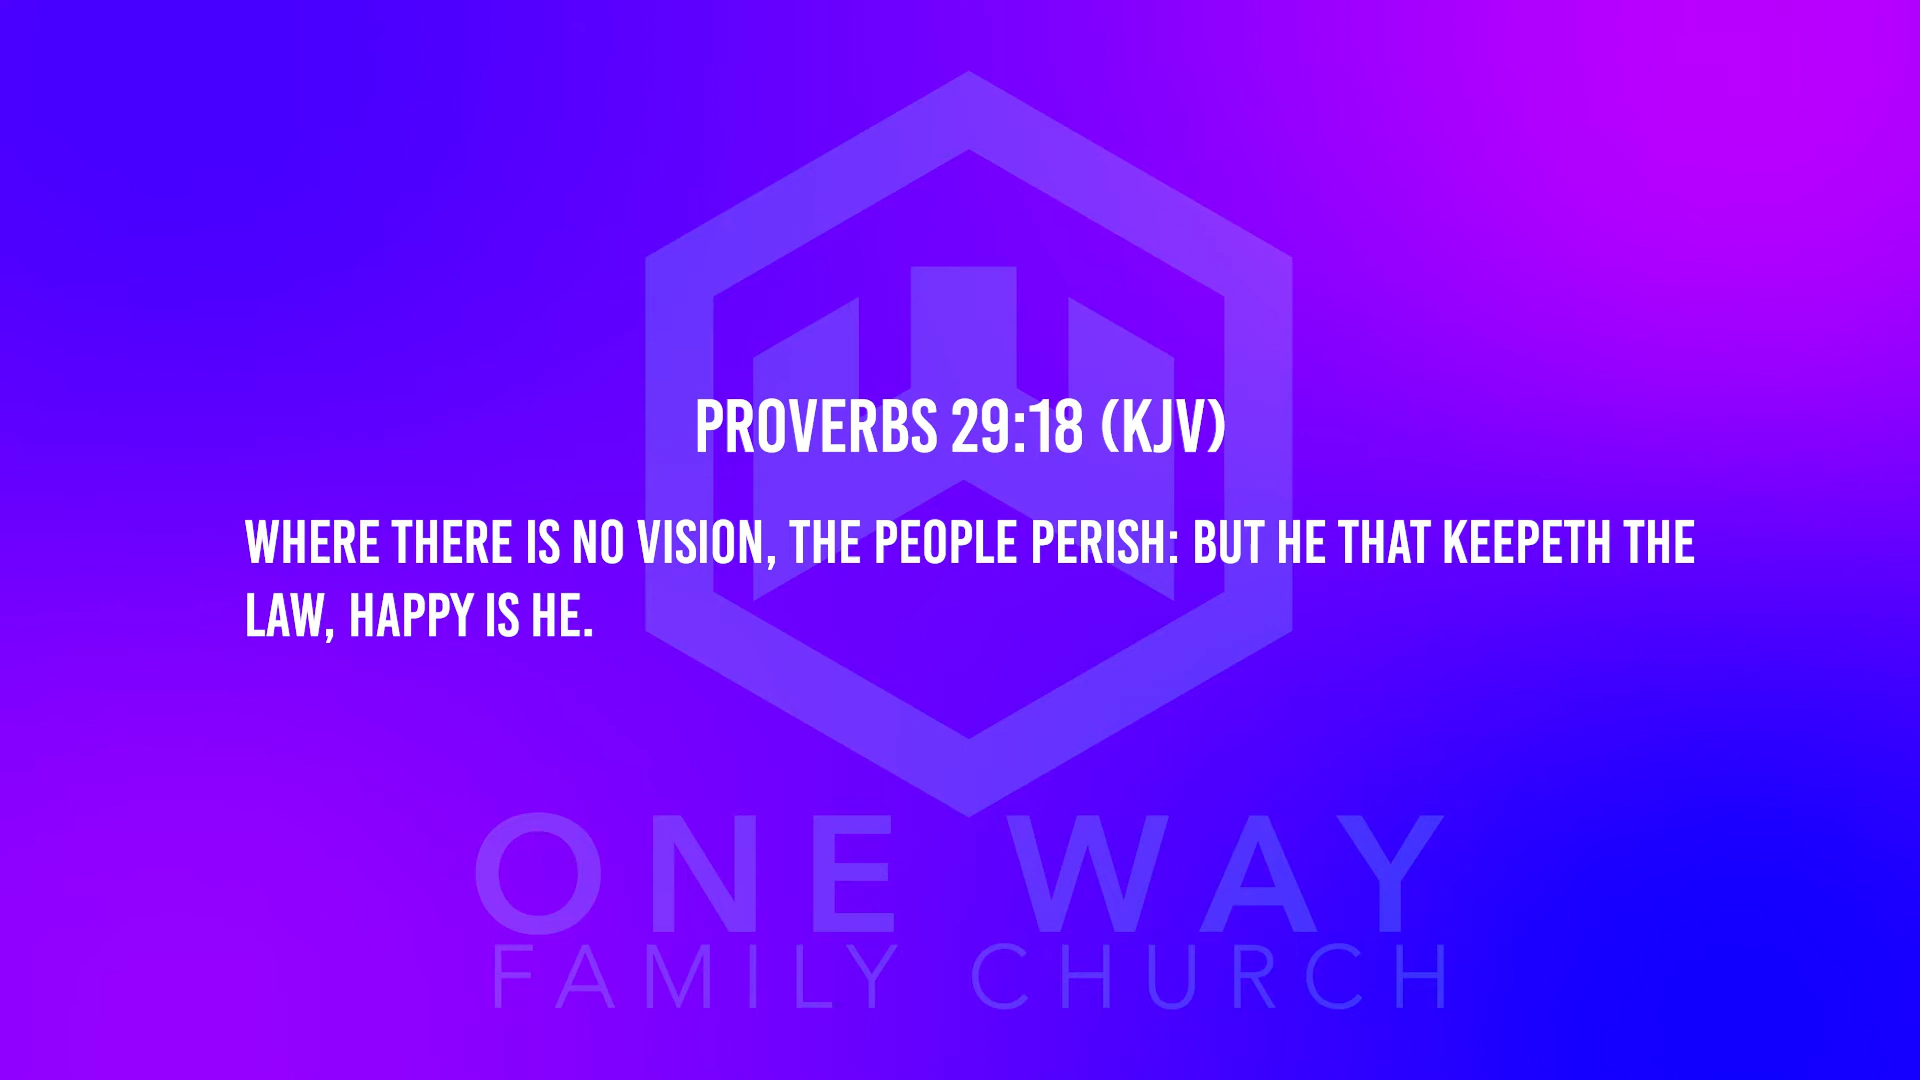 PROVERBS 29:18 (KJV)
WHERE THERE IS NO VISION, THE PEOPLE PERISH: BUT HE THAT KEEPETH THE
LAW, HAPPY IS HE.
ONE WAY
FAMILY CHURCH